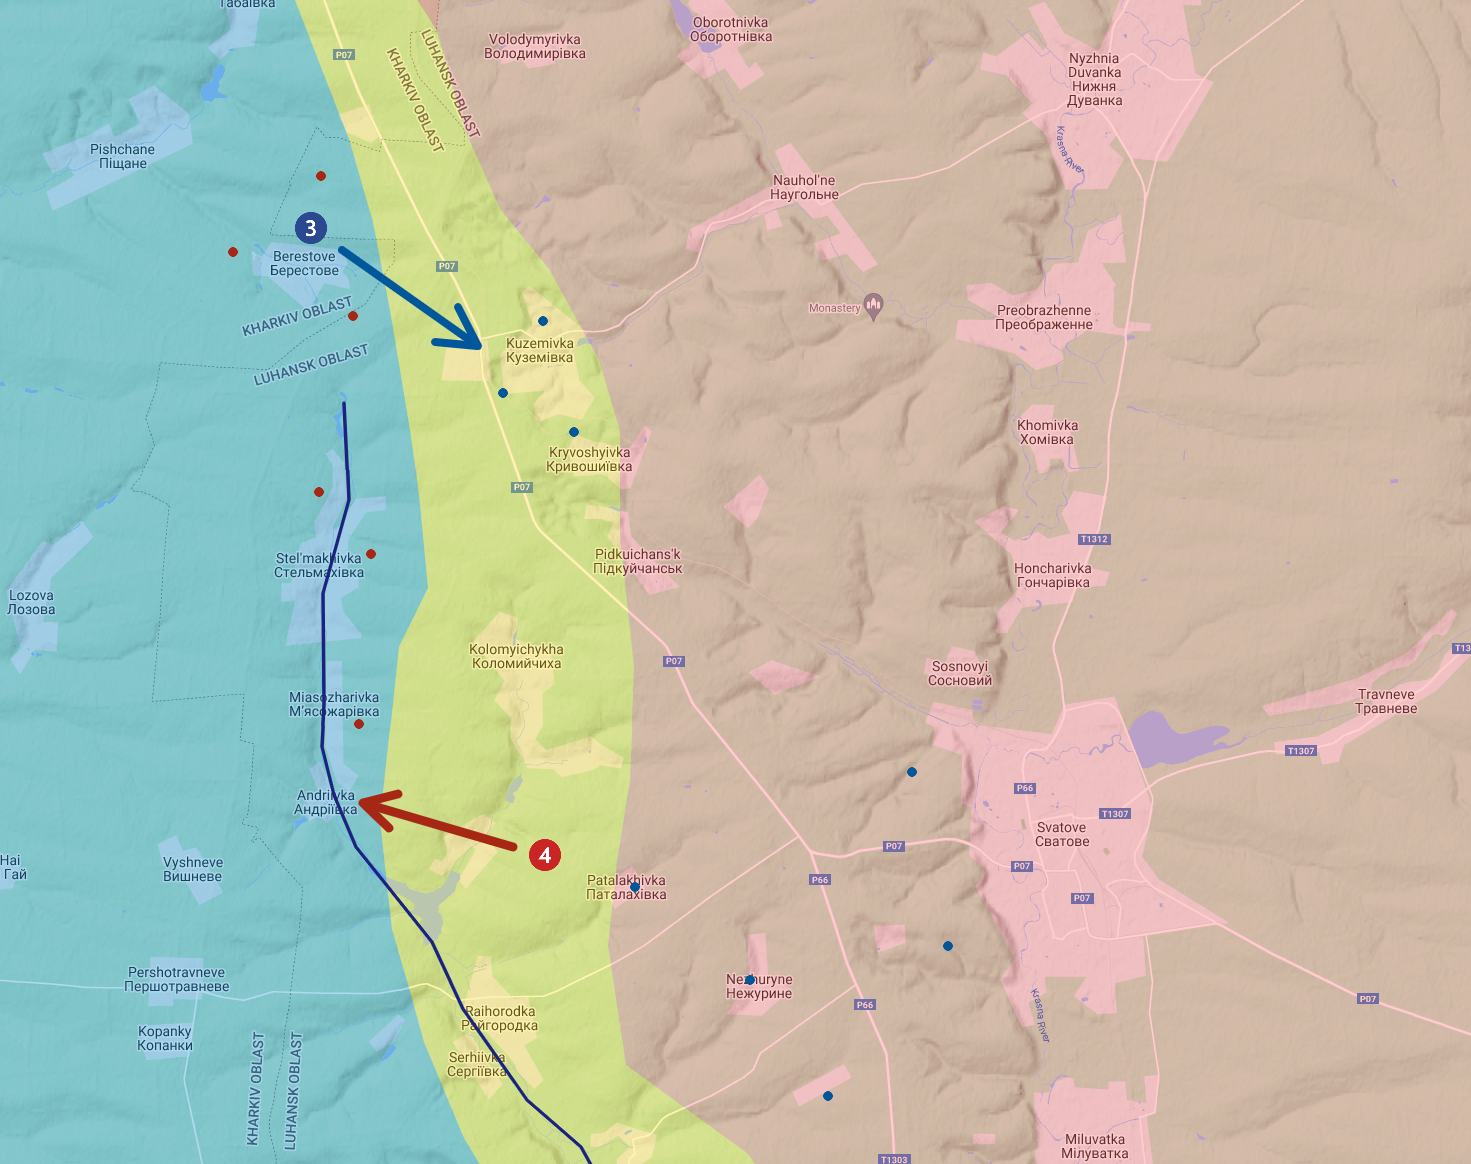 Габаївка
Oborotnivka
Оборотнівка
Volodymyrivka
Володимирівка
P07
LUHANSK OBLAST
KHARKIV OBLAST
Nyzhnia
Duvanka
Нижня
Дуванка
Krasna River
Pishchane
Піщане
Nauhol'ne
Наугольне
3
Berestove
Берестове
P07
KHARKIV OBLAST
LUHANSK OBLAST
Monastery
Preobrazhenne
Преображенне
Kuzemivka
Куземівка
Khomivka
Хомівка
Kryvoshyivka
Кривошиївка
P07
T1312
Stel'makhivka
Стельмахівка
Pidkuichans'k
Підкуйчанськ
Honcharivka
Гончарівка
Lozova
Лозова
Kolomyichykha
Коломийчиха
P07
T13
Sosnovyi
Сосновий
Miasozharivka
М'ясожарівка
Travneve
Травневе
T1307
P66
Andriivka
Андріївка
T1307
Svatove
Сватове
4
P07
P07
Hai
Гай
Vyshneve
Вишневе
P66
Patalakhivka
Паталахівка
P07
Pershotravneve
Першотравневе
Nezhuryne
Нежурине
P66
P07
Raihorodka
Райгородка
Krasna River
Kopanky
Копанки
Serhiivka
Сергіївка
KHARKIV OBLAST
LUHANSK OBLAST
Miluvatka
Мілуватка
T1303